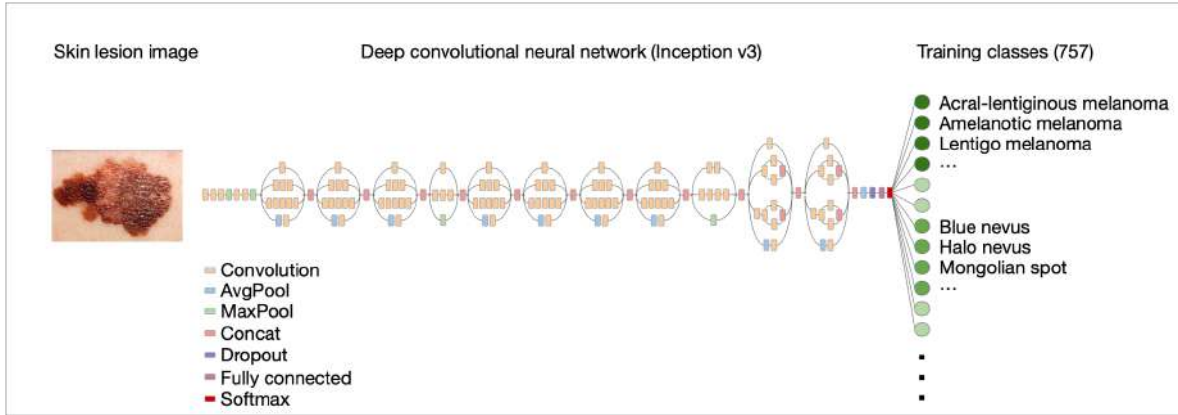 Skin lesion image
Deep convolutional neural network (Inception v3)
Training classes (757)
Acral-lentiginous melanoma
Amelanotic melanoma
Lentigo melanoma
...
Blue nevus
Halo nevus
Mongolian spot
...
Convolution
AvgPool
MaxPool
Concat
Dropout
Fully connected
Softmax